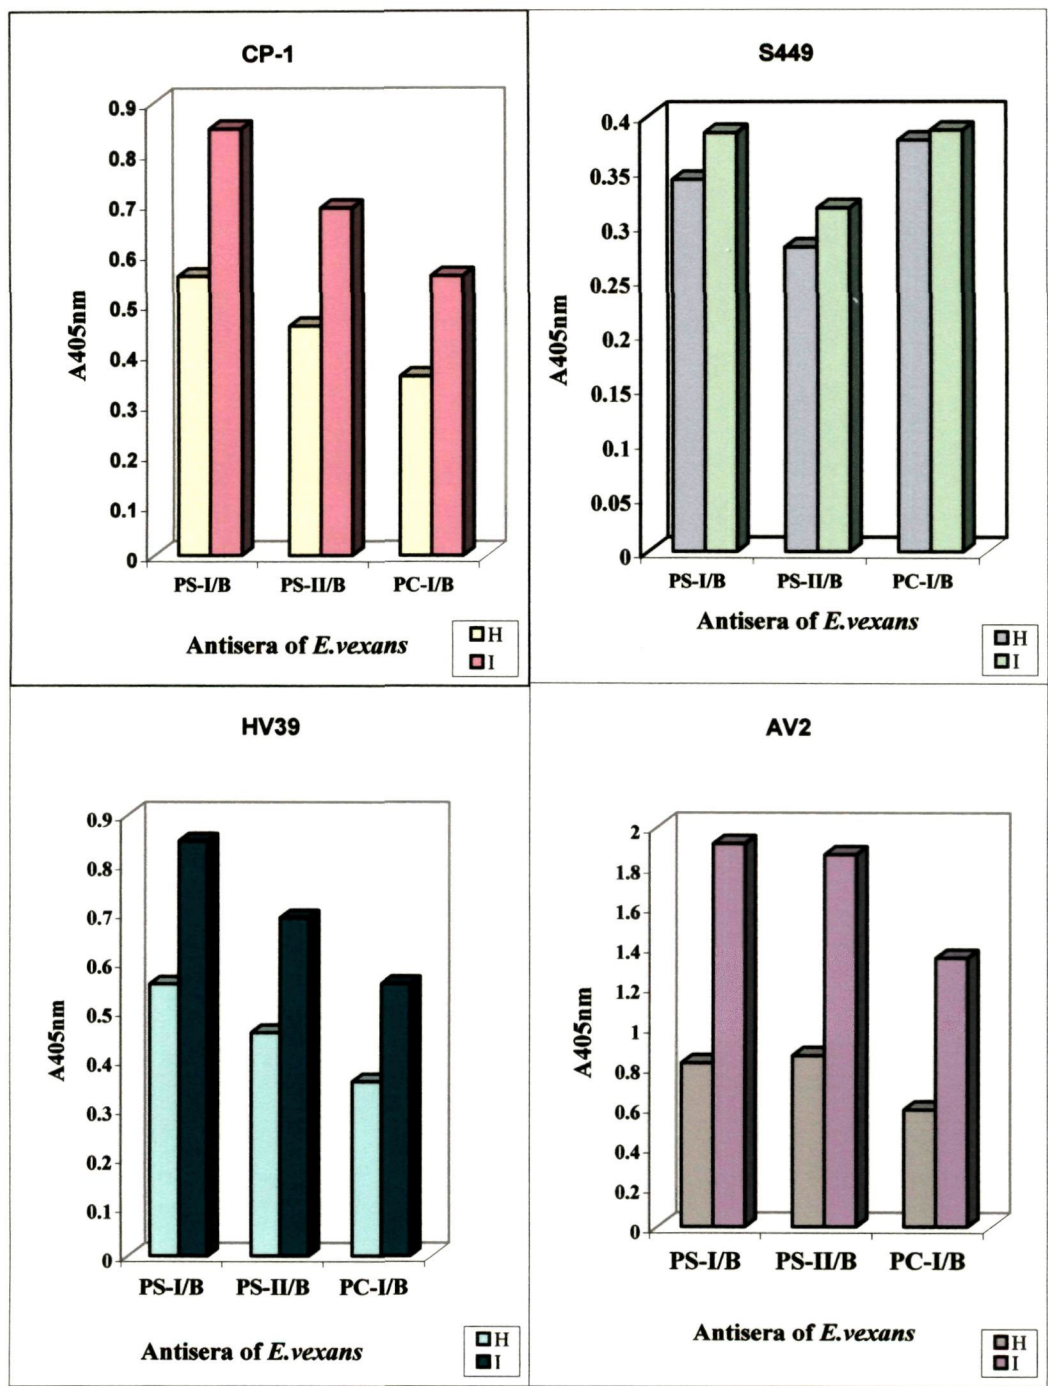 CP-1
0.9
0.8
0.7
0.6
0.5
0.4
0.3
0.2
0.1
0
A405nm
PS-I/B PS-II/B PC-I/B
Antisera of E.vexans
H
I
S449
0.4
0.35
0.3
0.25
0.2
0.15
0.1
0.05
0
A405nm
PS-I/B PS-II/B PC-I/B
Antisera of E.vexans
H
I
HV39
0.9
0.8
0.7
0.6
0.5
0.4
0.3
0.2
0.1
0
A405nm
PS-I/B PS-II/B PC-I/B
Antisera of E.vexans
H
I
AV2
2
1.8
1.6
1.4
1.2
1
0.8
0.6
0.4
0.2
0
A405nm
PS-I/B PS-II/B PC-I/B
Antisera of E.vexans
H
I